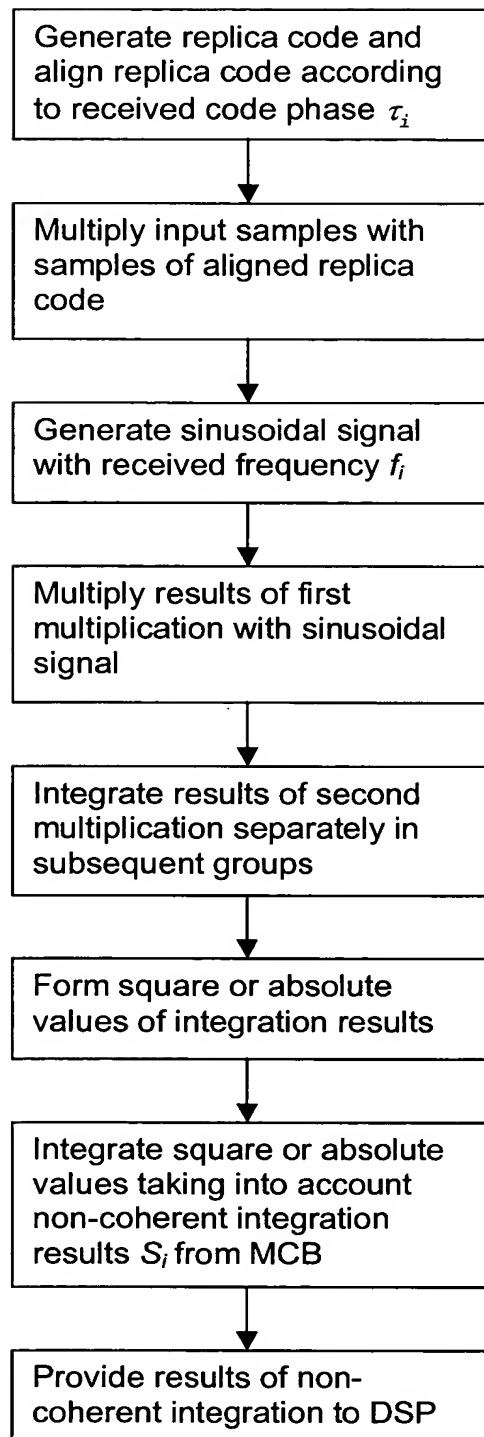 Generate replica code and
align replica code according
to received code phase τi
Multiply input samples with
samples of aligned replica
code
Generate sinusoidal signal
with received frequency fi
Multiply results of first
multiplication with sinusoidal
signal
Integrate results of second
multiplication separately in
subsequent groups
Form square or absolute
values of integration results
Integrate square or absolute
values taking into account
non-coherent integration
results Si from MCB
Provide results of non-
coherent integration to DSP